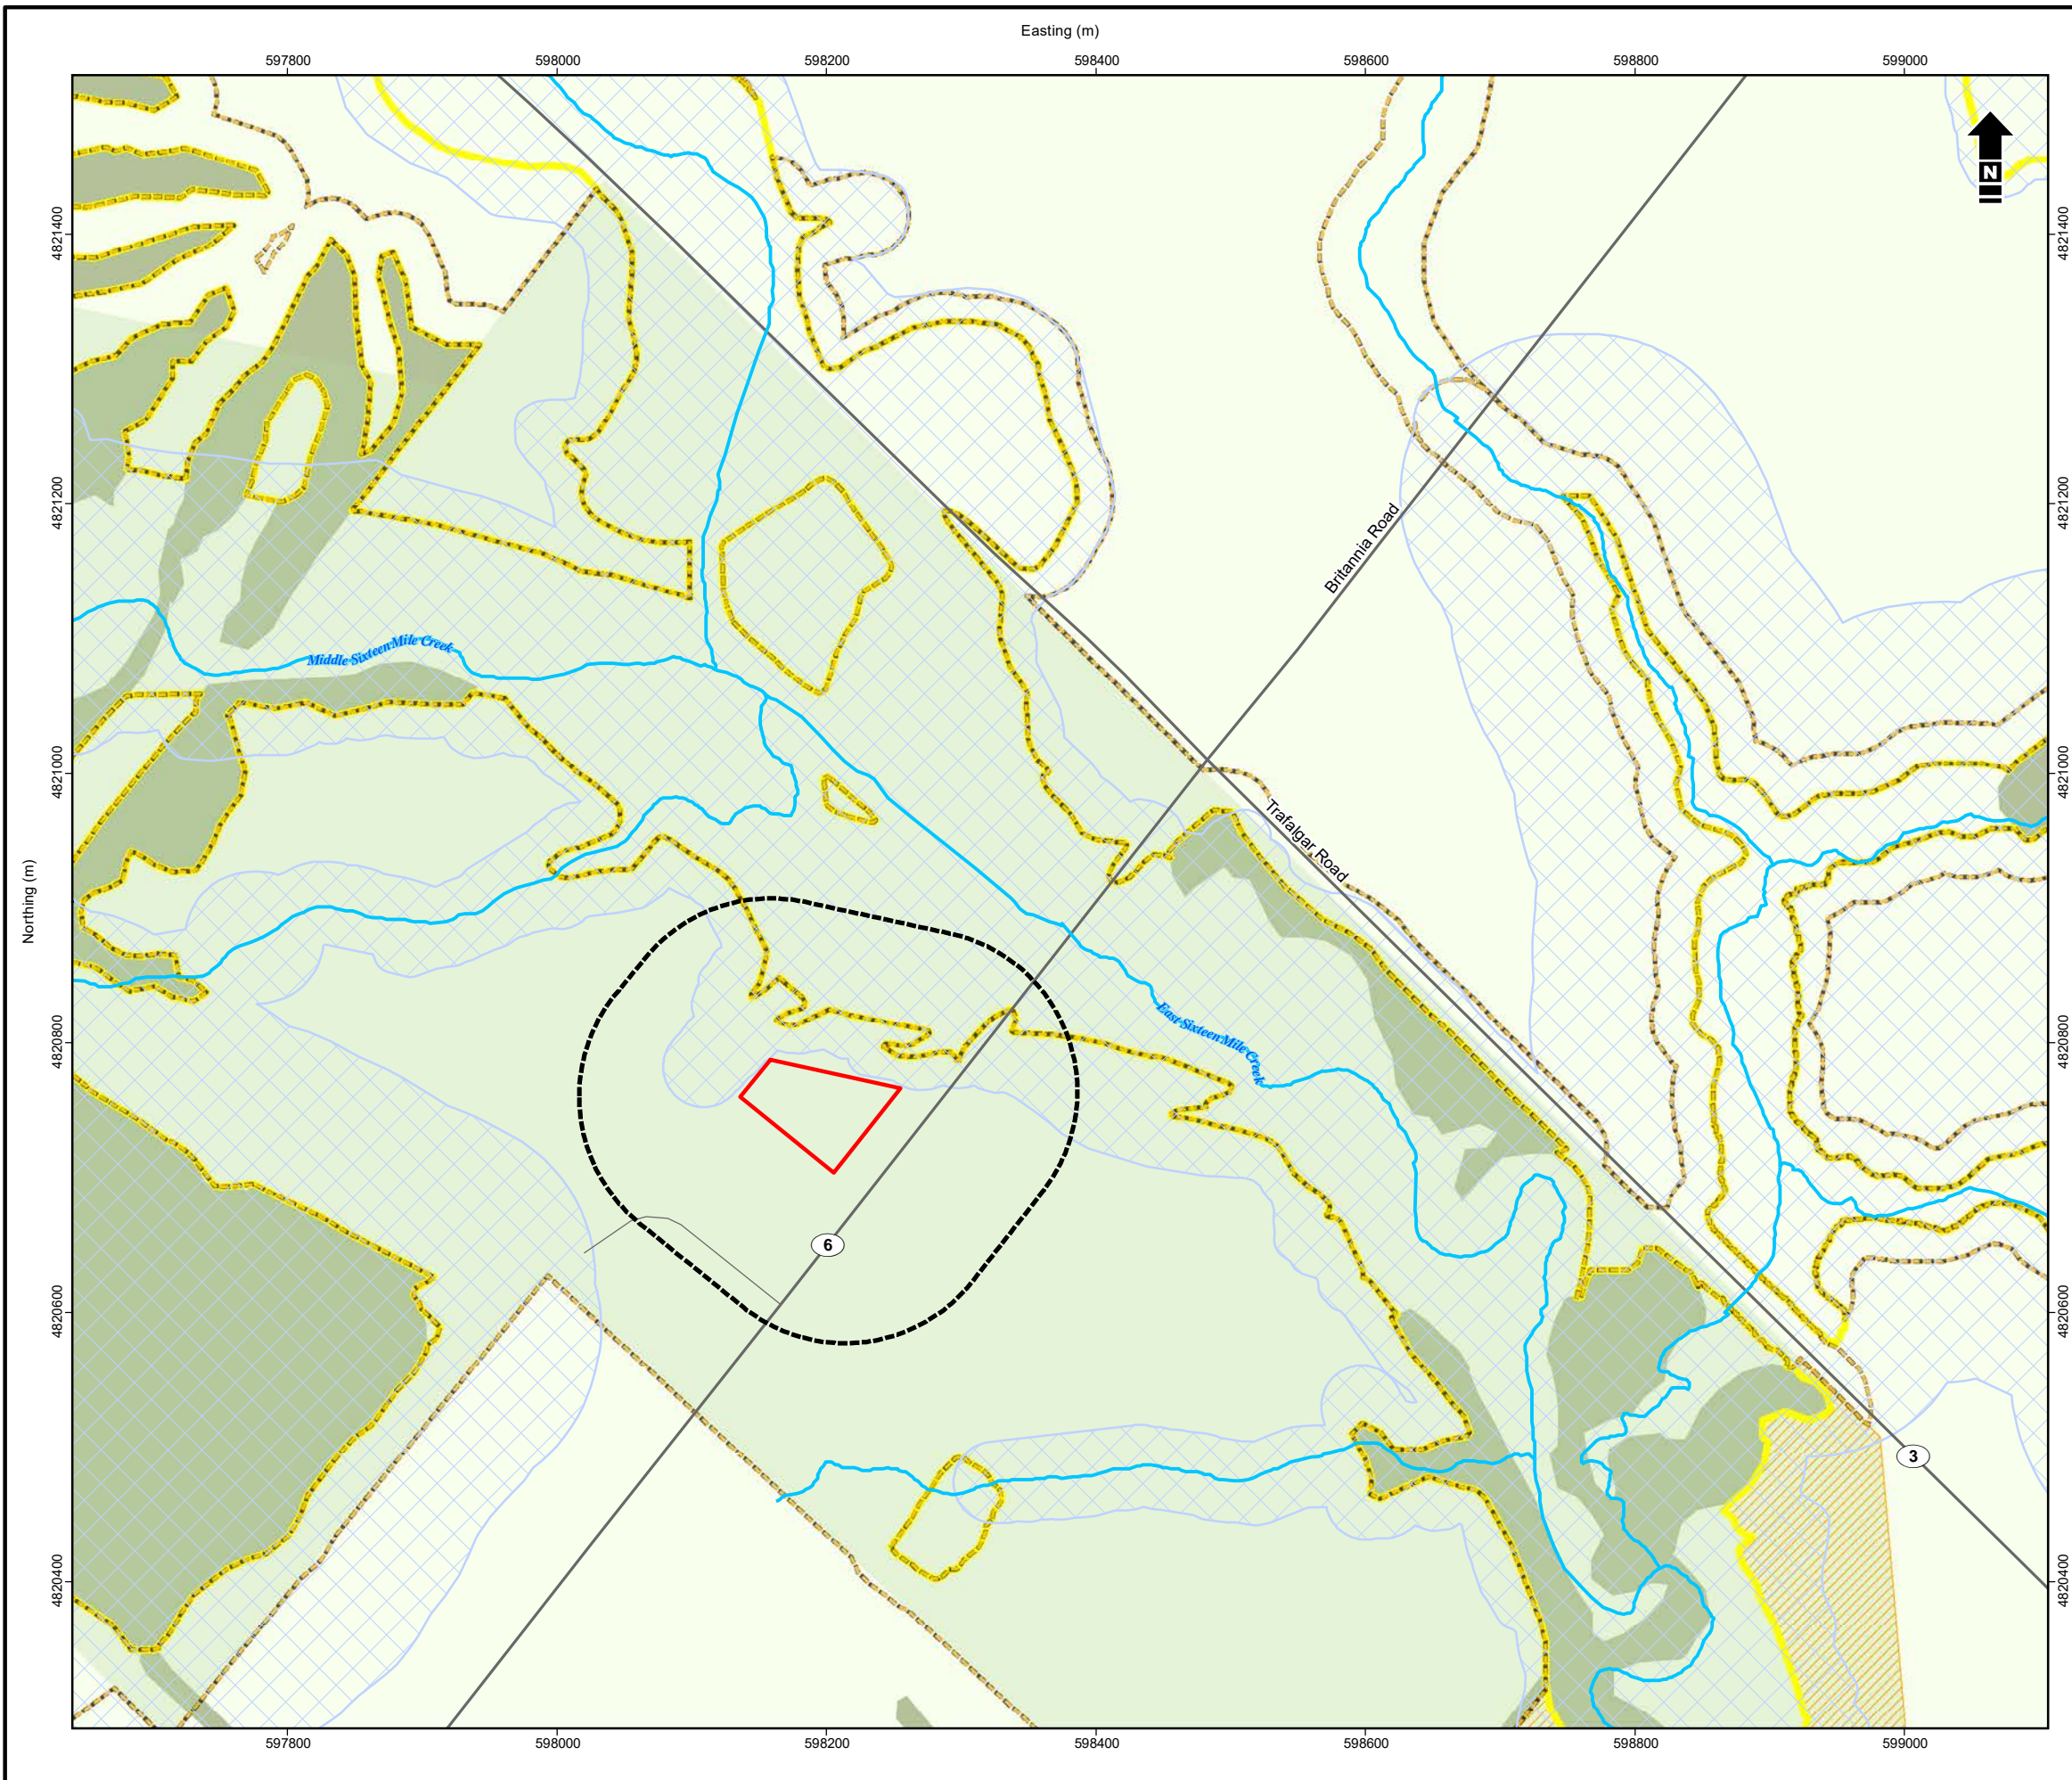 Easting (m)
597800 598000 598200 598400 598600 598800 599000
N
4821400 4821400
4821200 4821200
Britannia Road
Middle Sixteen Mile Creek
4821000 4821000
Trafalgar Road
Northing (m)
4820800 4820800
East Sixteen Mile Creek
6
4820600 4820600
3
4820400 4820400
597800 598000 598200 598400 598600 598800 599000